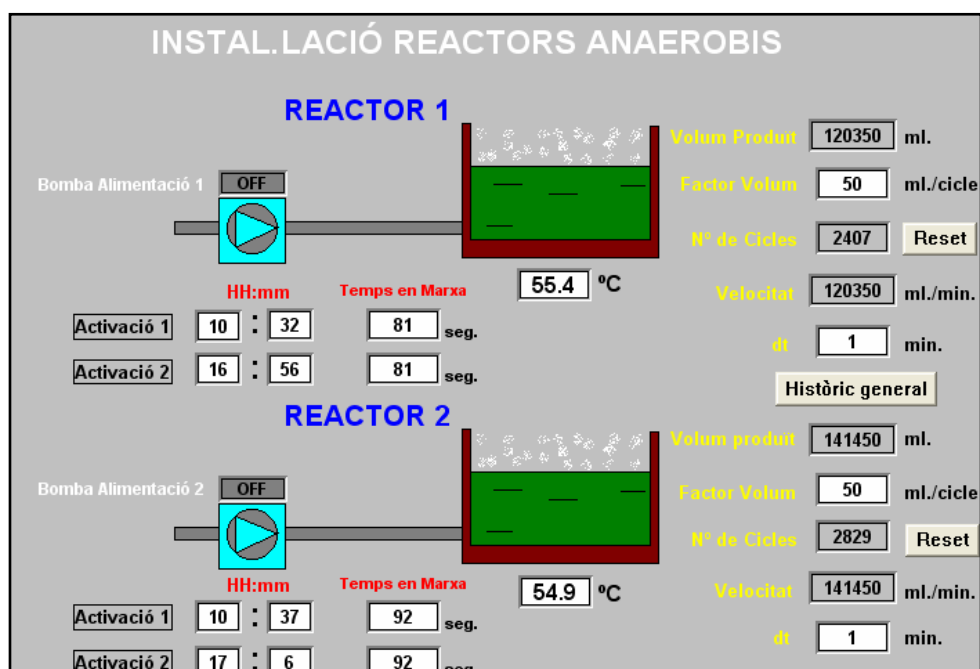 INSTAL.LACIÓ REACTORS ANAEROBIS
REACTOR 1
Volum Produït 120350 ml.
Bomba Alimentació 1 OFF
Factor Volum 50 ml./cicle
Nº de Cicles 2407 Reset
55.4 ºC
HH:mm Temps en Marxa
Velocitat 120350 ml./min.
Activació 1 10 : 32 81 seg.
dt 1 min.
Activació 2 16 : 56 81 seg.
Històric general
REACTOR 2
Volum produït 141450 ml.
Bomba Alimentació 2 OFF
Factor Volum 50 ml./cicle
Nº de Cicles 2829 Reset
HH:mm Temps en Marxa
54.9 ºC
Velocitat 141450 ml./min.
Activació 1 10 : 37 92 seg.
dt 1 min.
Activació 2 17 : 6 92 seg.